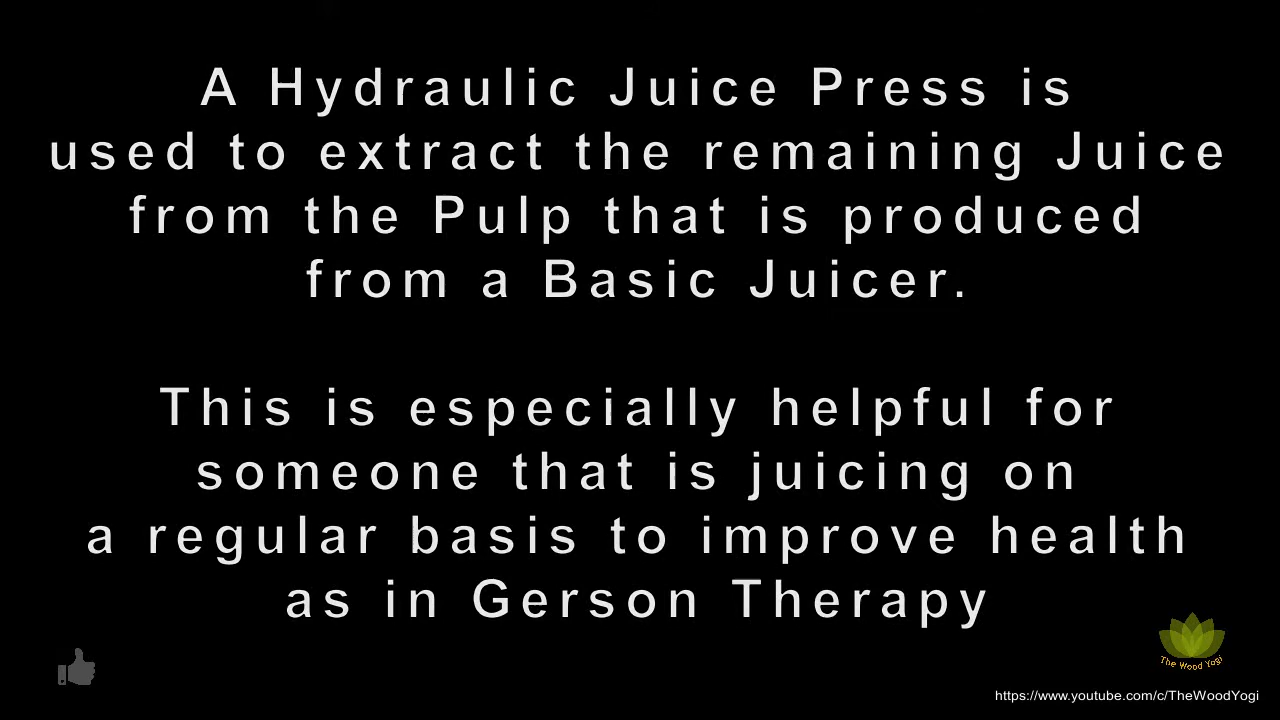 A Hydraulic Juice Press is
used to extract the remaining Juice
from the Pulp that is produced
from a Basic Juicer.
This is especially helpful for
someone that is juicing on
a regular basis to improve health
as in Gerson Therapy
The Wood Yogi
https://www.youtube.com/c/TheWoodYogi